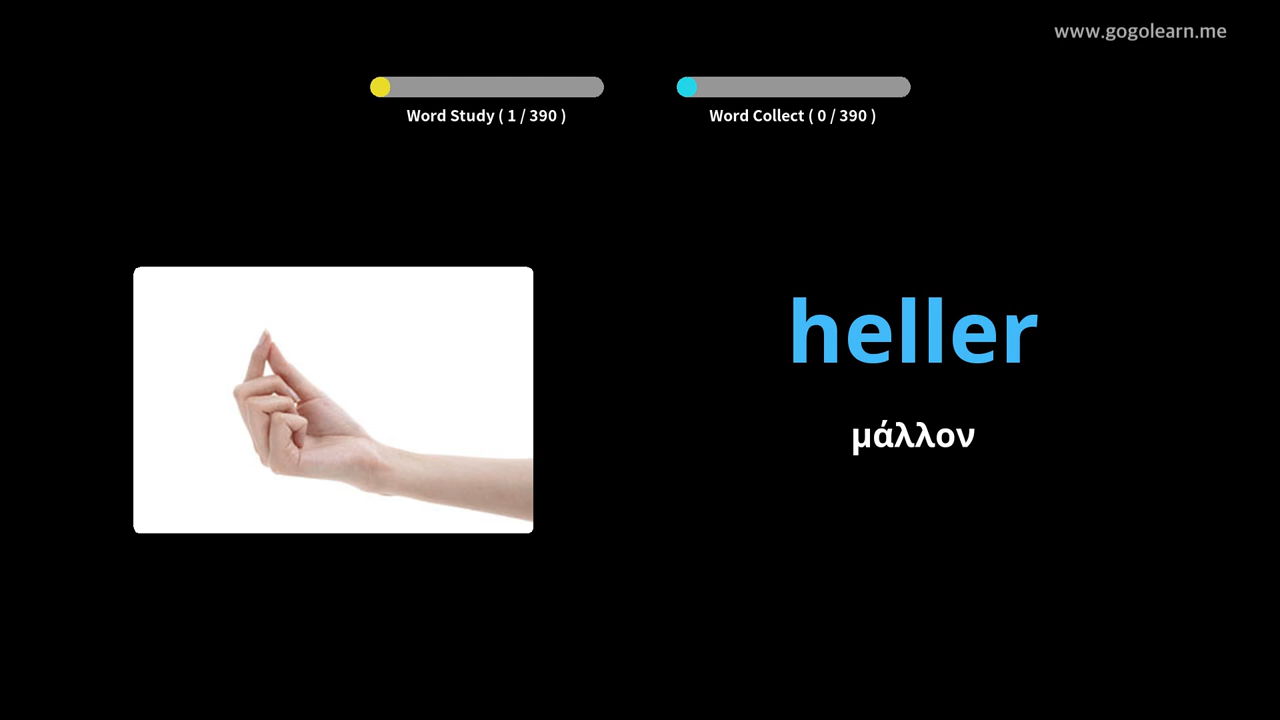 www.gogolearn.me
Word Study ( 1 / 390 )
Word Collect ( 0 / 390 )
heller
μάλλον